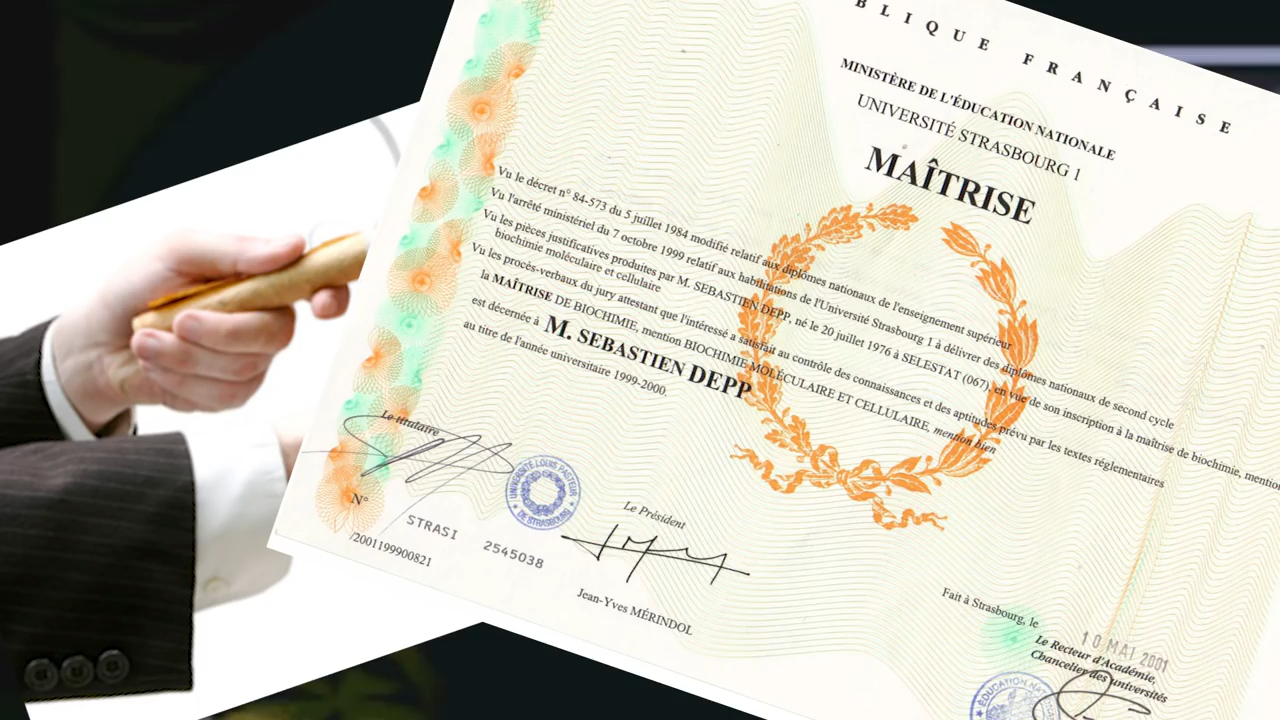 BLIQUE FRANÇAISE
MINISTÈRE DE L'ÉDUCATION NATIONALE
UNIVERSITÉ STRASBOURG 1
MAÎTRISE
Vu le décret n° 84-573 du 5 juillet 1984 modifié relatif aux diplômes nationaux de l'enseignement supérieur
Vu l'arrêté ministériel du 7 octobre 1999 relatif aux habilitations de l'Université Strasbourg 1 à délivrer des diplômes nationaux de second cycle
Vu les pièces justificatives produites par M. SEBASTIEN DEPP, né le 20 juillet 1976 à SELESTAT (067), en vue de son inscription à la maîtrise de biochimie, mention
biochimie moléculaire et cellulaire
Vu les procès-verbaux du jury attestant que l'intéressé a satisfait au contrôle des connaissances et des aptitudes prévu par les textes réglementaires
la MAÎTRISE DE BIOCHIMIE, mention BIOCHIMIE MOLÉCULAIRE ET CELLULAIRE, mention bien
est décernée à M. SEBASTIEN DEPP
au titre de l'année universitaire 1999-2000.
Le titulaire
UNIVERSITÉ LOUIS PASTEUR
DE STRASBOURG
N°
STRASI 2545038
/2001199900821
Le Président
Jean-Yves MÉRINDOL
Fait à Strasbourg, le
10 MAI 2001
Le Recteur d'Académie,
Chancelier des universités
ÉDUCATION